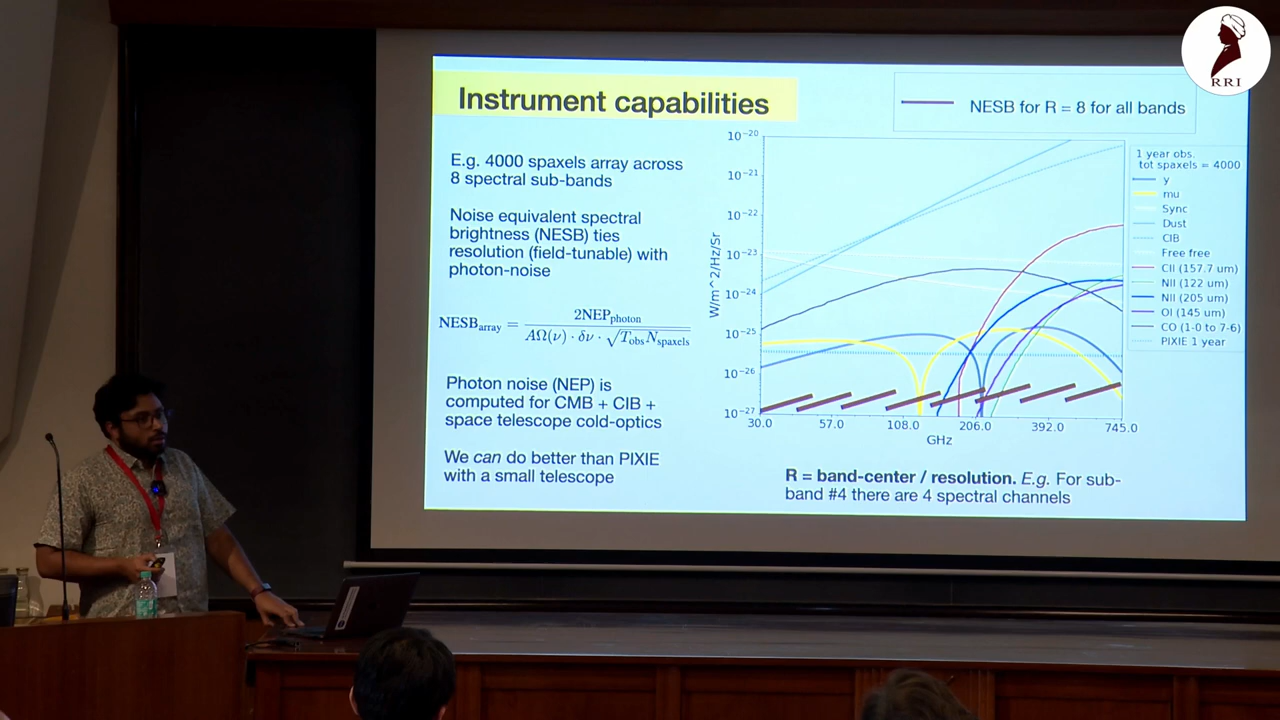 RRI
Instrument capabilities
NESB for R = 8 for all bands
E.g. 4000 spaxels array across
8 spectral sub-bands
Noise equivalent spectral
brightness (NESB) ties
resolution (field-tunable) with
photon-noise
NESB_array = 2NEP_photon / (AΩ(ν) · δν · √(T_obs N_spaxels))
Photon noise (NEP) is
computed for CMB + CIB +
space telescope cold-optics
We can do better than PIXIE
with a small telescope
W/m^2/Hz/Sr
10⁻²⁰
10⁻²¹
10⁻²²
10⁻²³
10⁻²⁴
10⁻²⁵
10⁻²⁶
10⁻²⁷
30.0 57.0 108.0 206.0 392.0 745.0
GHz
1 year obs.
tot spaxels = 4000
y
mu
Sync
Dust
CIB
Free free
CII (157.7 um)
NII (122 um)
NII (205 um)
OI (145 um)
CO (1-0 to 7-6)
PIXIE 1 year
R = band-center / resolution. E.g. For sub-
band #4 there are 4 spectral channels